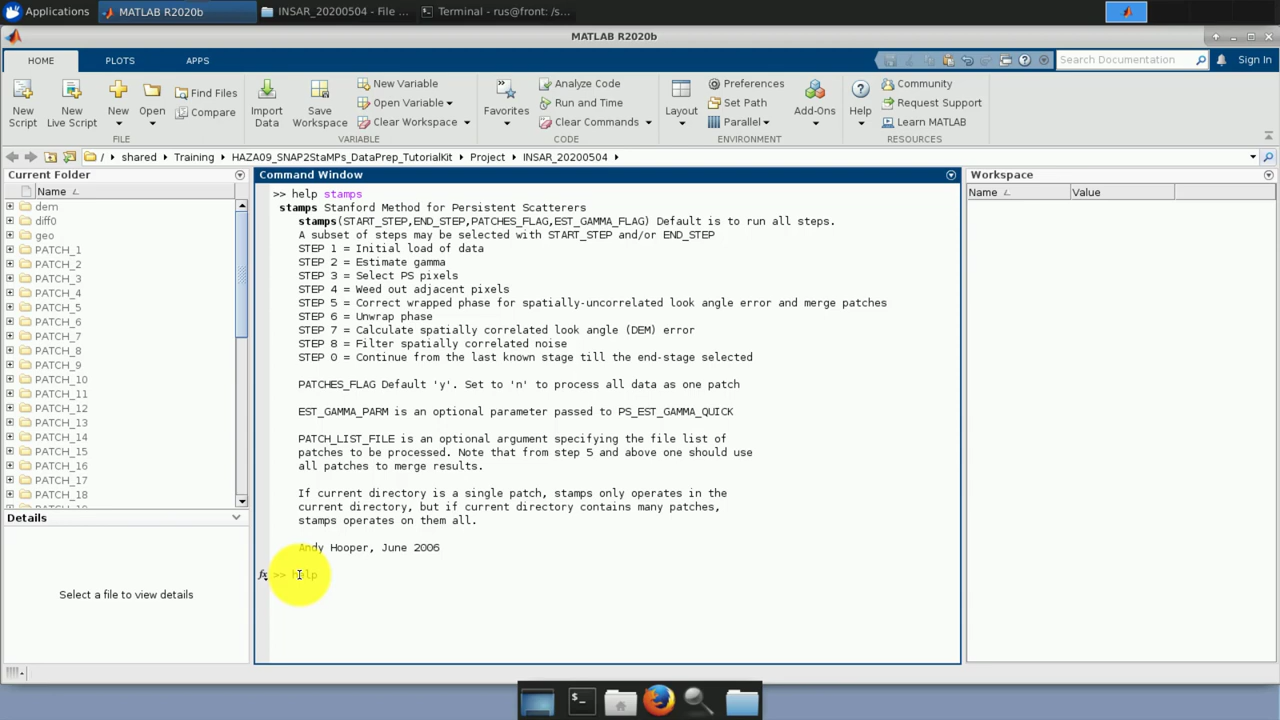 Applications
MATLAB R2020b
INSAR_20200504 - File ...
Terminal - rus@front: /s...
MATLAB R2020b
HOME
PLOTS
APPS
Search Documentation
Sign In
New Script
New Live Script
New
Open
Find Files
Compare
FILE
Import Data
Save Workspace
New Variable
Open Variable
Clear Workspace
VARIABLE
Favorites
Analyze Code
Run and Time
Clear Commands
CODE
Layout
Preferences
Set Path
Parallel
Add-Ons
ENVIRONMENT
Help
Community
Request Support
Learn MATLAB
RESOURCES
/ shared Training HAZA09_SNAP2StaMPs_DataPrep_TutorialKit Project INSAR_20200504
Current Folder
Name
dem
diff0
geo
PATCH_1
PATCH_2
PATCH_3
PATCH_4
PATCH_5
PATCH_6
PATCH_7
PATCH_8
PATCH_9
PATCH_10
PATCH_11
PATCH_12
PATCH_13
PATCH_14
PATCH_15
PATCH_16
PATCH_17
PATCH_18
Details
Select a file to view details
Command Window
>> help stamps
stamps Stanford Method for Persistent Scatterers
stamps(START_STEP,END_STEP,PATCHES_FLAG,EST_GAMMA_FLAG) Default is to run all steps.
A subset of steps may be selected with START_STEP and/or END_STEP
STEP 1 = Initial load of data
STEP 2 = Estimate gamma
STEP 3 = Select PS pixels
STEP 4 = Weed out adjacent pixels
STEP 5 = Correct wrapped phase for spatially-uncorrelated look angle error and merge patches
STEP 6 = Unwrap phase
STEP 7 = Calculate spatially correlated look angle (DEM) error
STEP 8 = Filter spatially correlated noise
STEP 0 = Continue from the last known stage till the end-stage selected
PATCHES_FLAG Default 'y'. Set to 'n' to process all data as one patch
EST_GAMMA_PARM is an optional parameter passed to PS_EST_GAMMA_QUICK
PATCH_LIST_FILE is an optional argument specifying the file list of
patches to be processed. Note that from step 5 and above one should use
all patches to merge results.
If current directory is a single patch, stamps only operates in the
current directory, but if current directory contains many patches,
stamps operates on them all.
Andy Hooper, June 2006
fx >> help
Workspace
Name
Value